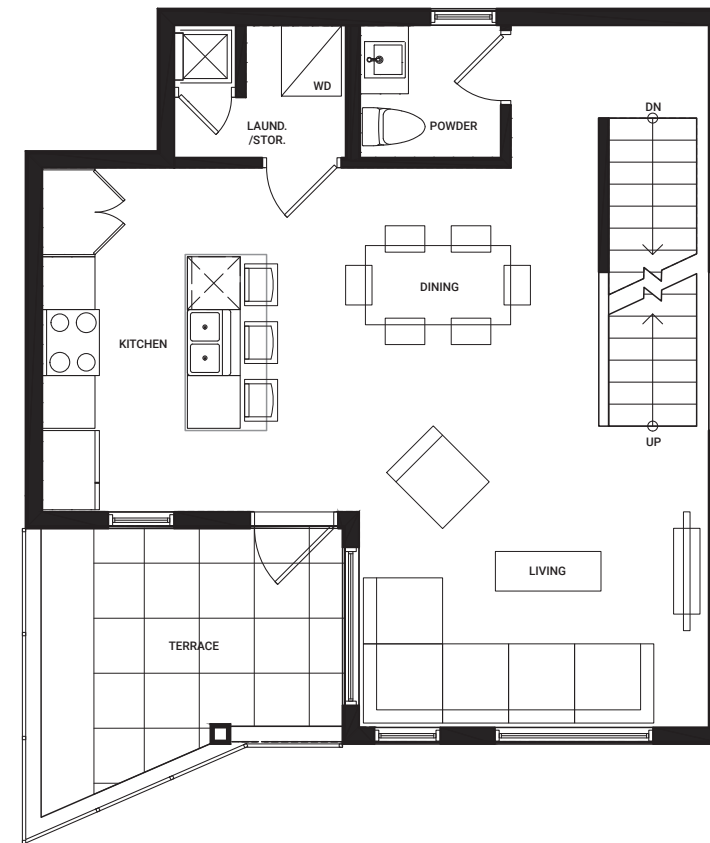 WD
LAUND.
/STOR.
POWDER
DN
DINING
KITCHEN
UP
LIVING
TERRACE